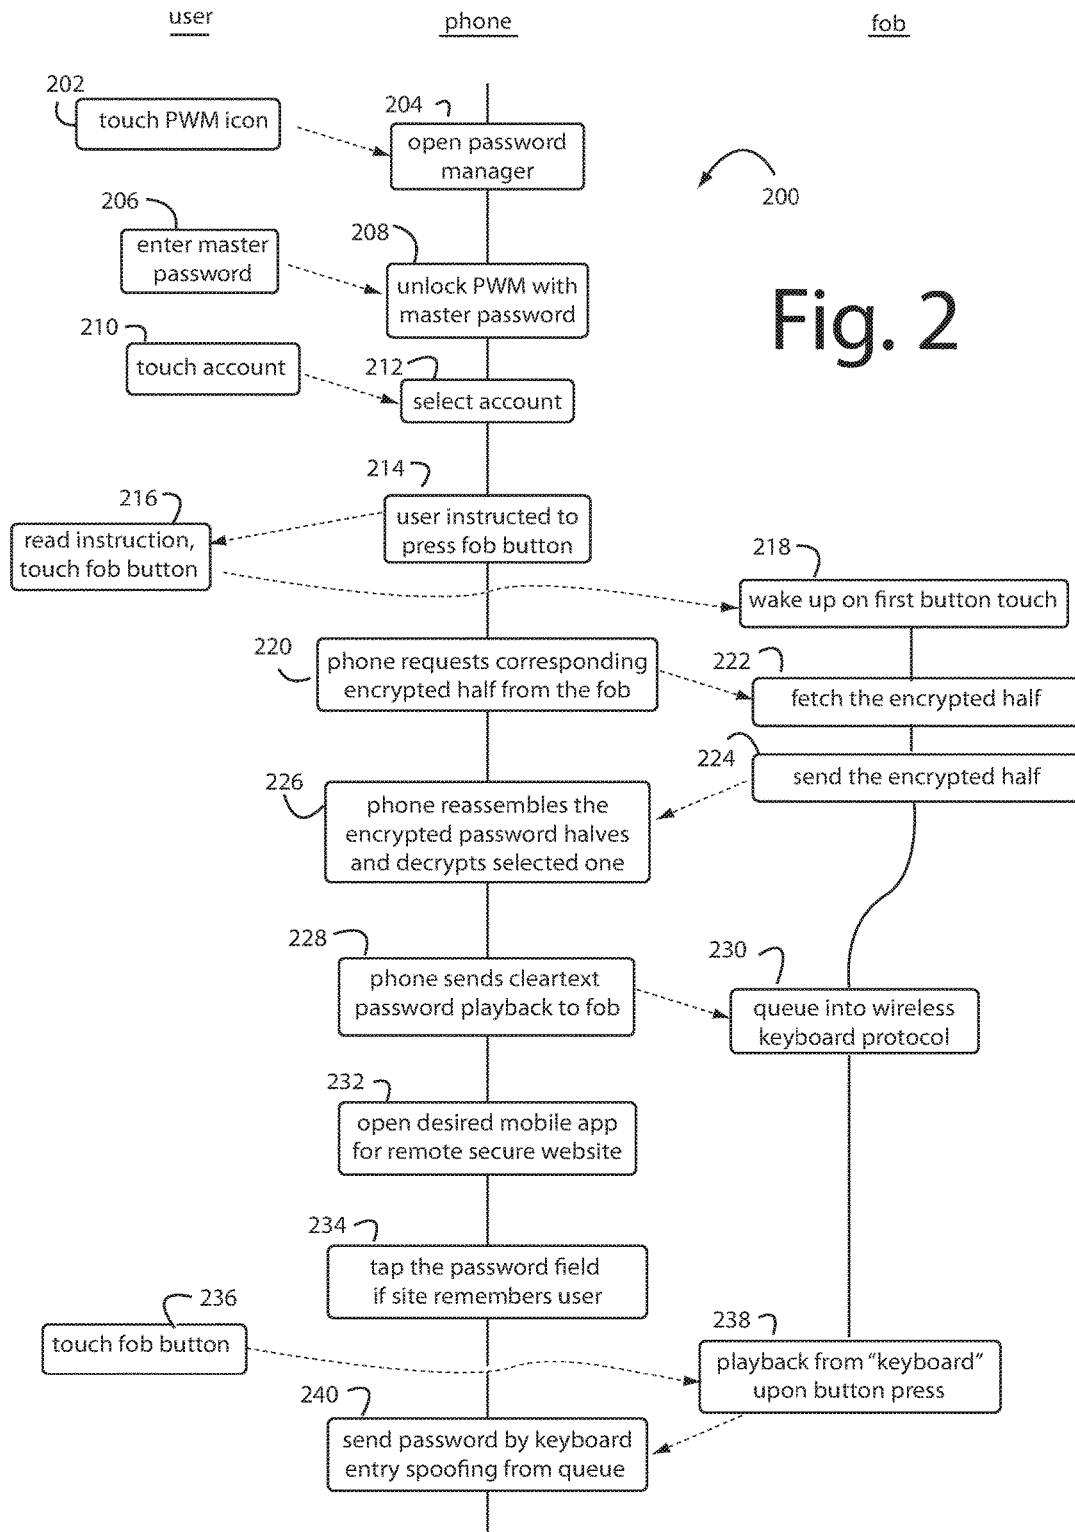 user
phone
fob
202
touch PWM icon
204
open password
manager
200
206
enter master
password
208
unlock PWM with
master password
Fig. 2
210
touch account
212
select account
214
user instructed to
press fob button
216
read instruction,
touch fob button
218
wake up on first button touch
220
phone requests corresponding
encrypted half from the fob
222
fetch the encrypted half
224
send the encrypted half
226
phone reassembles the
encrypted password halves
and decrypts selected one
228
phone sends cleartext
password playback to fob
230
queue into wireless
keyboard protocol
232
open desired mobile app
for remote secure website
234
tap the password field
if site remembers user
236
touch fob button
238
playback from “keyboard”
upon button press
240
send password by keyboard
entry spoofing from queue